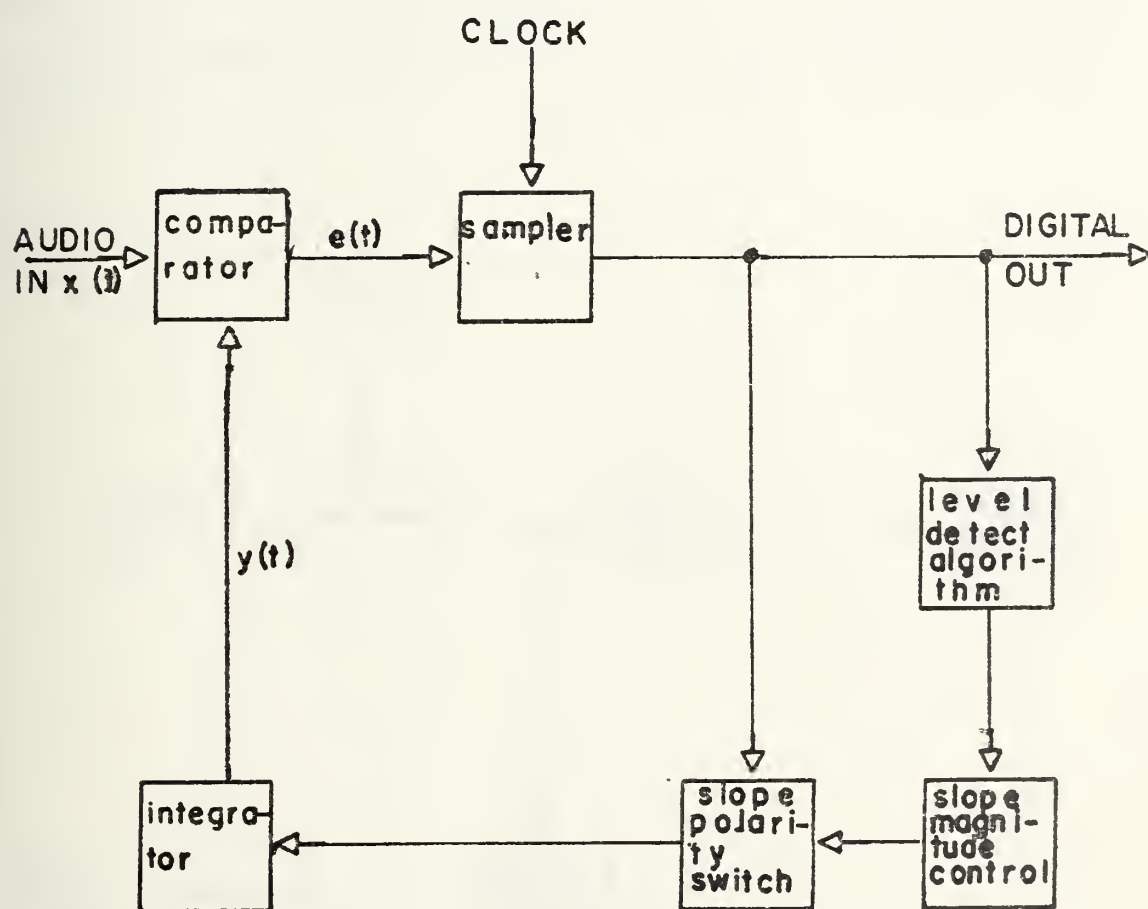 CLOCK
AUDIO
IN x (t)
compa-
rator
e(t)
sampler
DIGITAL
OUT
y(t)
level
detect
algori-
thm
integra-
tor
slope
polari-
ty
switch
slope
magni-
tude
control